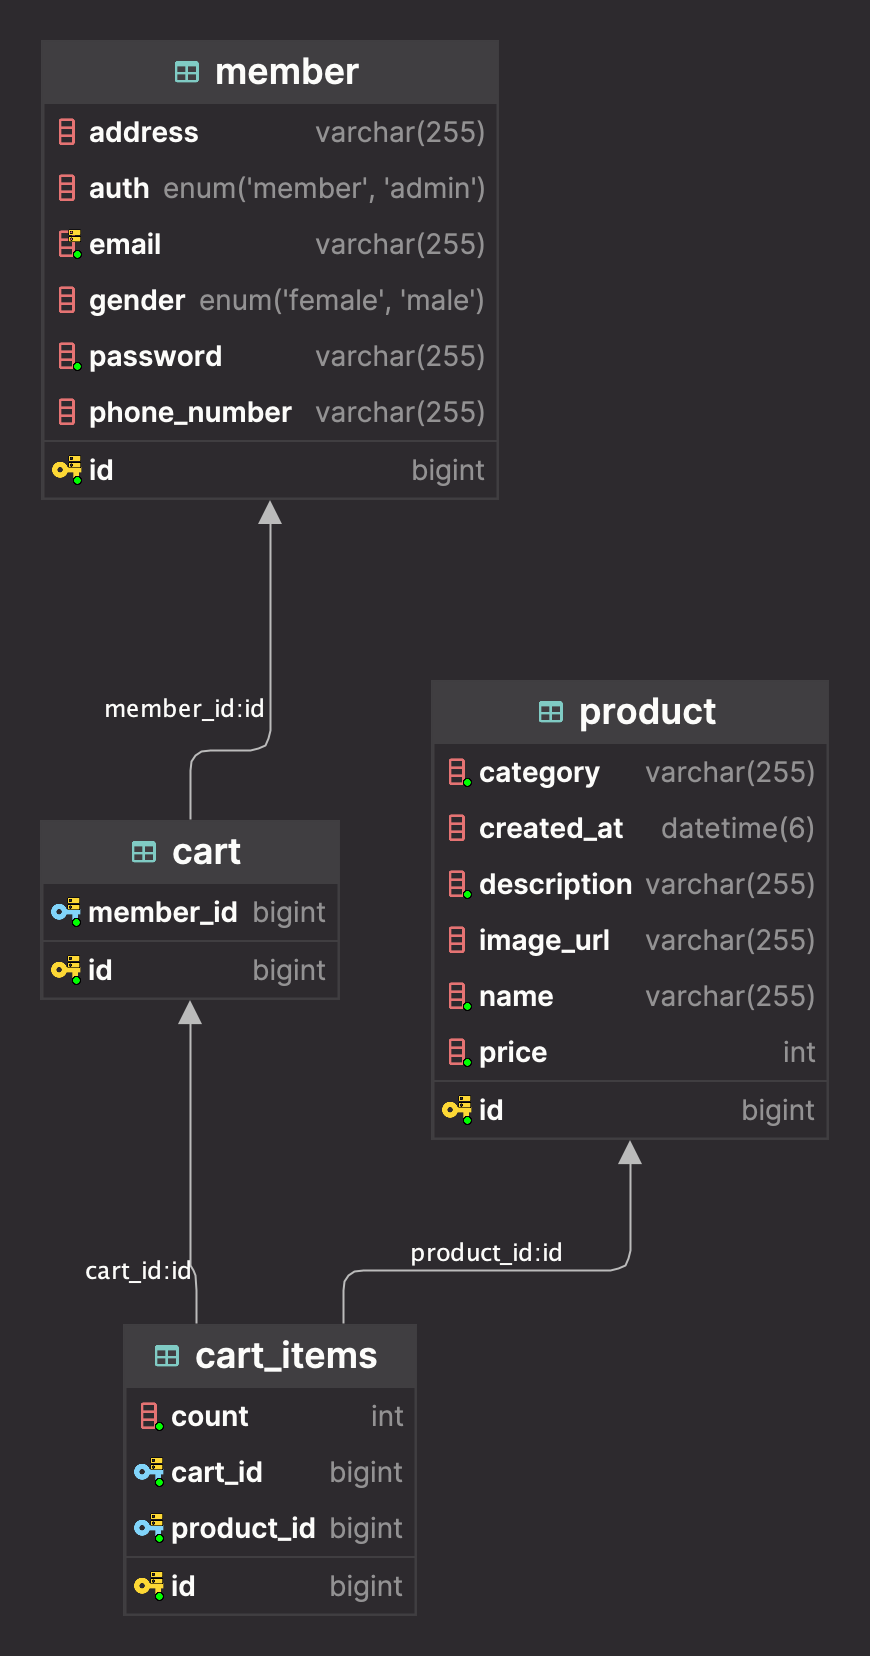 member
address varchar(255)
auth enum('member', 'admin')
email varchar(255)
gender enum('female', 'male')
password varchar(255)
phone_number varchar(255)
id bigint
member_id:id
product
category varchar(255)
created_at datetime(6)
description varchar(255)
image_url varchar(255)
name varchar(255)
price int
id bigint
cart
member_id bigint
id bigint
product_id:id
cart_id:id
cart_items
count int
cart_id bigint
product_id bigint
id bigint